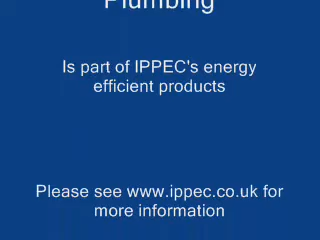 Plumbing
Is part of IPPEC's energy
efficient products
Please see www.ippec.co.uk for
more information